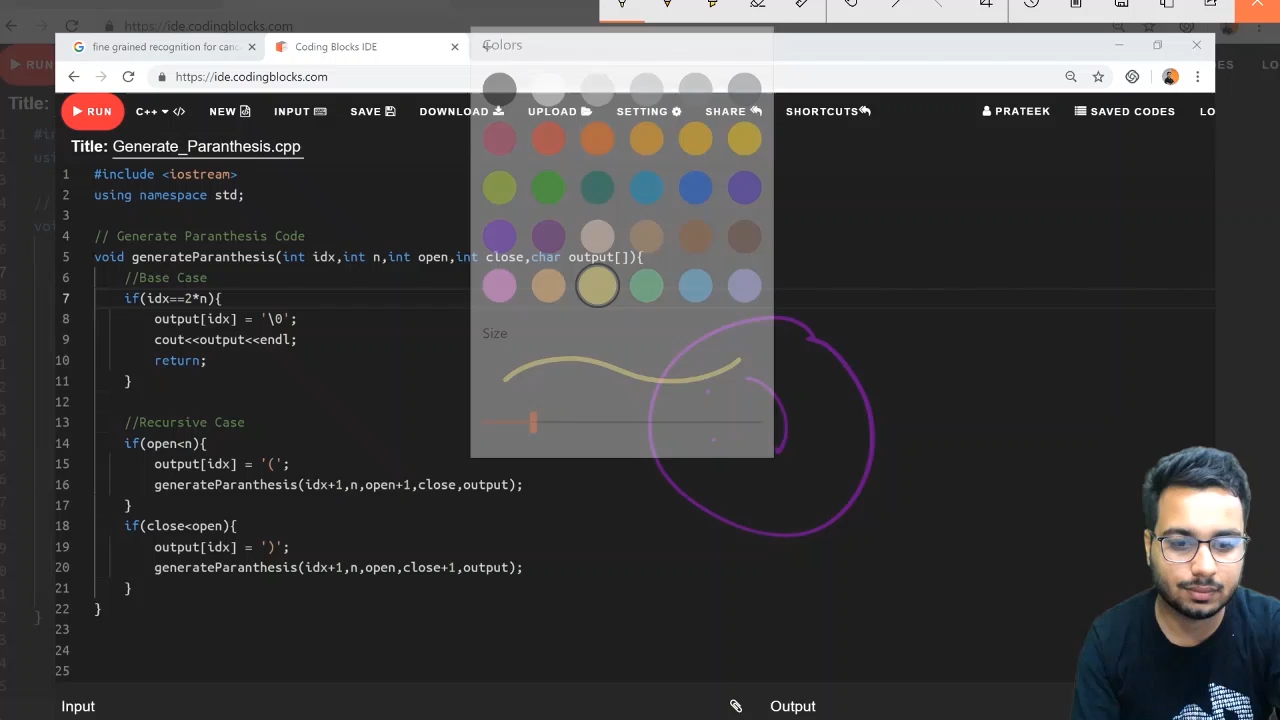 https://ide.codingblocks.com
fine grained recognition for canc
Coding Blocks IDE
Colors
https://ide.codingblocks.com
RUN
RUN
C++
NEW
INPUT
SAVE
DOWNLOAD
UPLOAD
SETTING
SHARE
SHORTCUTS
PRATEEK
SAVED CODES
LO
ES
LO
Title:
Title: Generate_Paranthesis.cpp
1 #include <iostream>
2 using namespace std;
3
4 // Generate Paranthesis Code
5 void generateParanthesis(int idx,int n,int open,int close,char output[]){
6 //Base Case
7 if(idx==2*n){
8 output[idx] = '\0';
9 cout<<output<<endl;
10 return;
11 }
12
13 //Recursive Case
14 if(open<n){
15 output[idx] = '(';
16 generateParanthesis(idx+1,n,open+1,close,output);
17 }
18 if(close<open){
19 output[idx] = ')';
20 generateParanthesis(idx+1,n,open,close+1,output);
21 }
22 }
23
24
25
Size
Input
Output